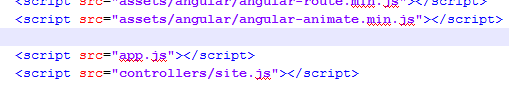 <script src="assets/angular/angular-route.min.js"></script>
<script src="assets/angular/angular-animate.min.js"></script>
<script src="app.js"></script>
<script src="controllers/site.js"></script>